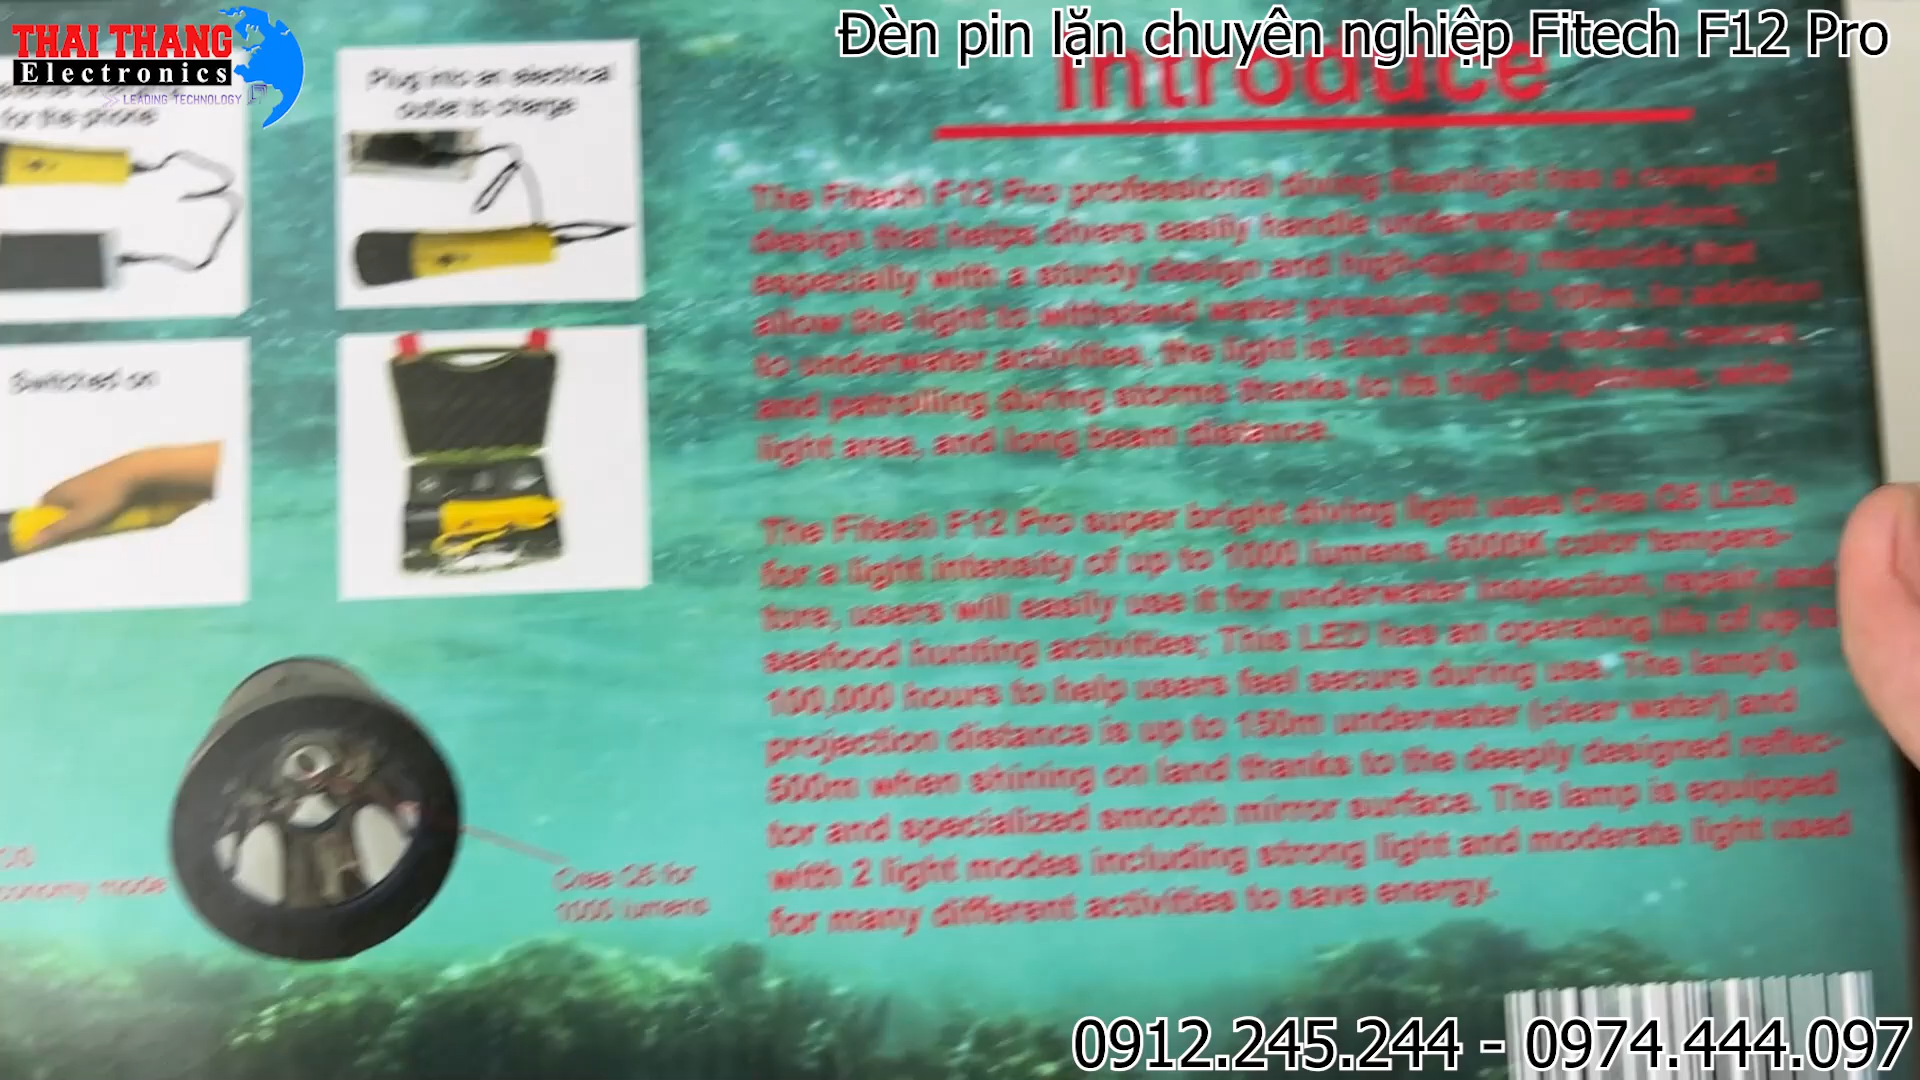 THAI THANG
Electronics
LEADING TECHNOLOGY
Đèn pin lặn chuyên nghiệp Fitech F12 Pro
for the phone
Plug into an electrical
outlet to charge
Switched on
Introduce
The Fitech F12 Pro professional diving flashlight has a compact
design that helps divers easily handle underwater operations,
especially with a sturdy design and high-quality materials that
allow the light to withstand water pressure up to In addition
to underwater activities, the light is also used for rescue, rescue,
and patrolling during storms thanks to its high brightness, wide
light area, and long beam distance.
The Fitech F12 Pro super bright diving light uses Cree Q5 LEDs
for a light intensity of up to 1000 lumens. 6000K color tempera-
ture, users will easily use it for underwater inspection, repair, and
seafood hunting activities; This LED has an operating life of up to
100,000 hours to help users feel secure during use. The lamp's
projection distance is up to 150m underwater (clear water) and
500m when shining on land thanks to the deeply designed reflec-
tor and specialized smooth mirror surface. The lamp is equipped
with 2 light modes including strong light and moderate light used
for many different activities to save energy.
conomy mode
Cree Q5 for
1000 lumens
0912.245.244 - 0974.444.097